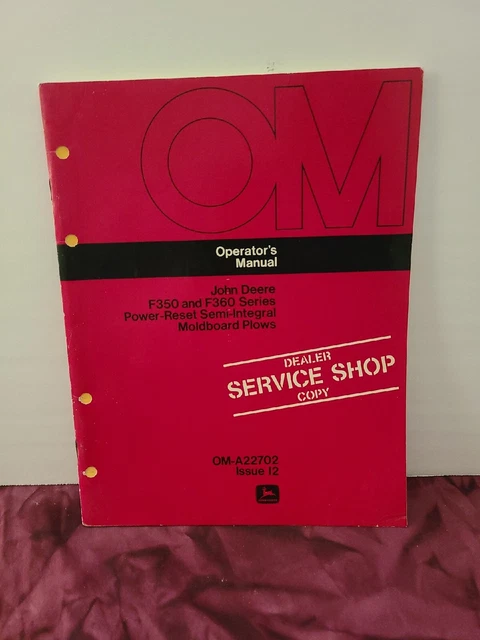 OM
Operator's
Manual
John Deere
F350 and F360 Series
Power-Reset Semi-Integral
Moldboard Plows
DEALER
SERVICE SHOP
COPY
OM-A22702
Issue I2